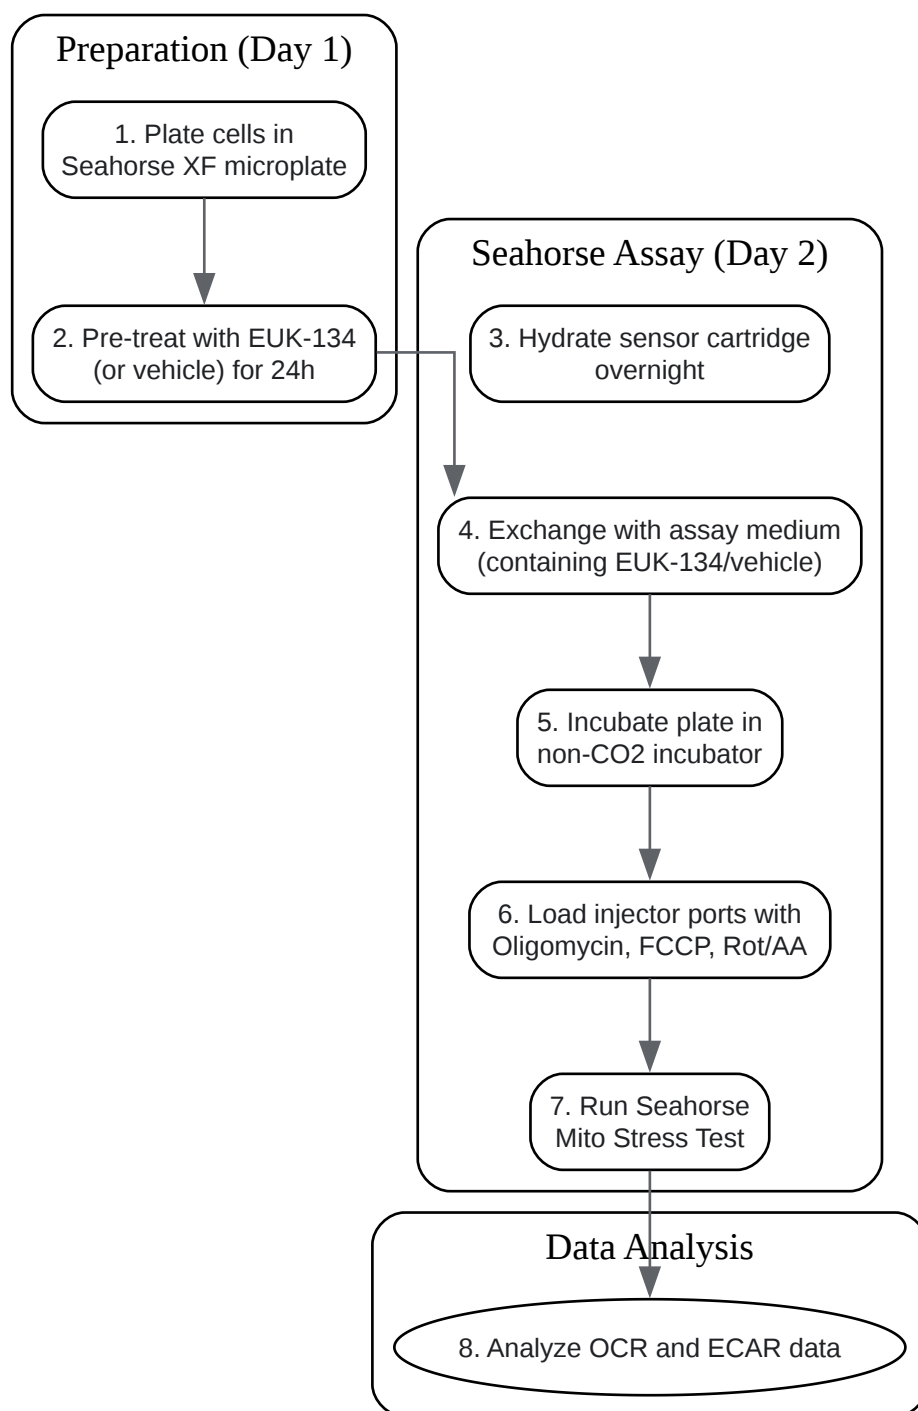 Preparation (Day 1)
1. Plate cells in
Seahorse XF microplate
2. Pre-treat with EUK-134
(or vehicle) for 24h
Seahorse Assay (Day 2)
3. Hydrate sensor cartridge
overnight
4. Exchange with assay medium
(containing EUK-134/vehicle)
5. Incubate plate in
non-CO2 incubator
6. Load injector ports with
Oligomycin, FCCP, Rot/AA
7. Run Seahorse
Mito Stress Test
Data Analysis
8. Analyze OCR and ECAR data